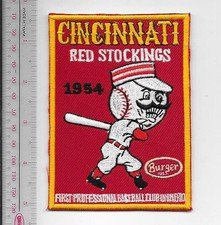 CINCINNATI
RED STOCKINGS
1954
Burger
FIRST PROFESSIONAL BASEBALL CLUB IN AMERICA